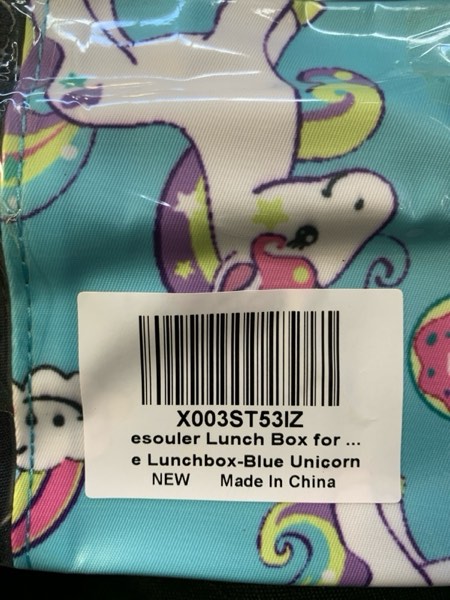 X003ST53IZ
esouler Lunch Box for ...
e Lunchbox-Blue Unicorn
NEW Made In China